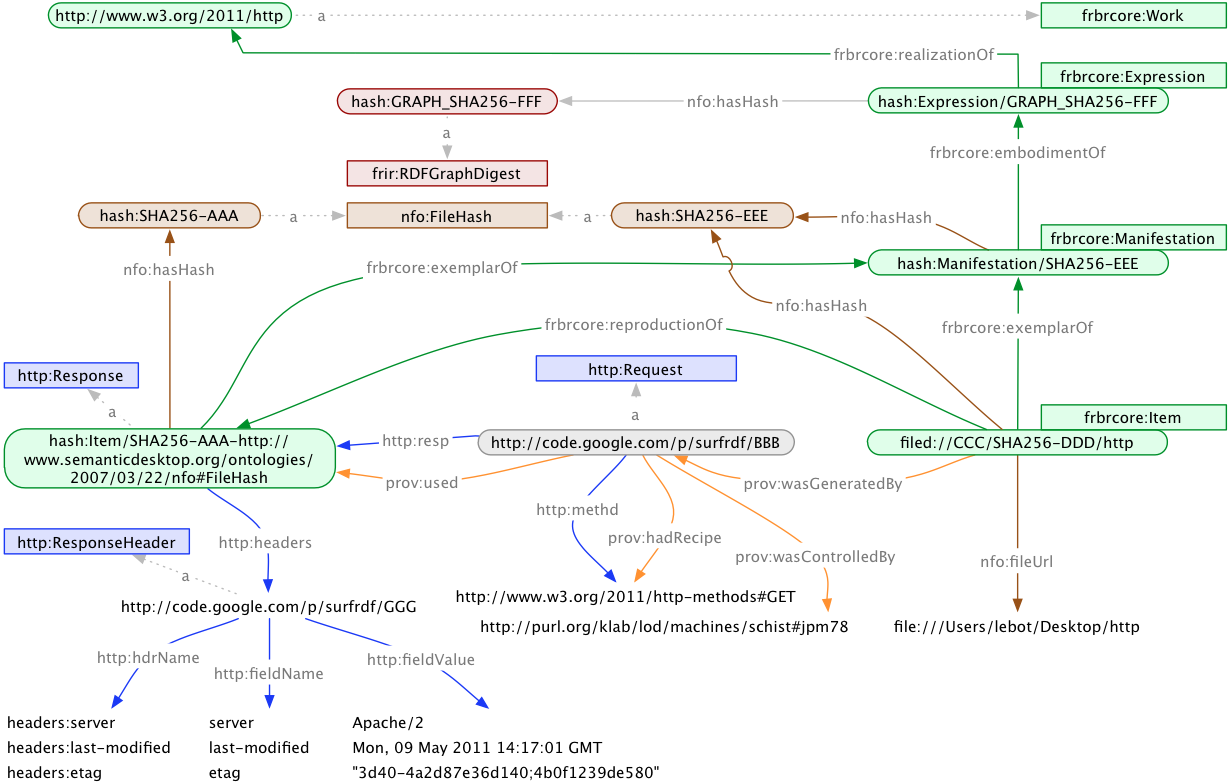 http://www.w3.org/2011/http
a
frbrcore:Work
frbrcore:realizationOf
frbrcore:Expression
hash:GRAPH_SHA256-FFF
nfo:hasHash
hash:Expression/GRAPH_SHA256-FFF
a
frbrcore:embodimentOf
frir:RDFGraphDigest
hash:SHA256-AAA
a
nfo:FileHash
a
hash:SHA256-EEE
nfo:hasHash
frbrcore:Manifestation
nfo:hasHash
frbrcore:exemplarOf
hash:Manifestation/SHA256-EEE
nfo:hasHash
frbrcore:reproductionOf
frbrcore:exemplarOf
http:Response
http:Request
a
a
frbrcore:Item
hash:Item/SHA256-AAA-http://
www.semanticdesktop.org/ontologies/
2007/03/22/nfo#FileHash
http:resp
http://code.google.com/p/surfrdf/BBB
filed://CCC/SHA256-DDD/http
prov:used
prov:wasGeneratedBy
http:methd
http:ResponseHeader
http:headers
prov:hadRecipe
prov:wasControlledBy
nfo:fileUrl
a
http://code.google.com/p/surfrdf/GGG
http://www.w3.org/2011/http-methods#GET
http://purl.org/klab/lod/machines/schist#jpm78
file:///Users/lebot/Desktop/http
http:hdrName
http:fieldName
http:fieldValue
headers:server server Apache/2
headers:last-modified last-modified Mon, 09 May 2011 14:17:01 GMT
headers:etag etag "3d40-4a2d87e36d140;4b0f1239de580"